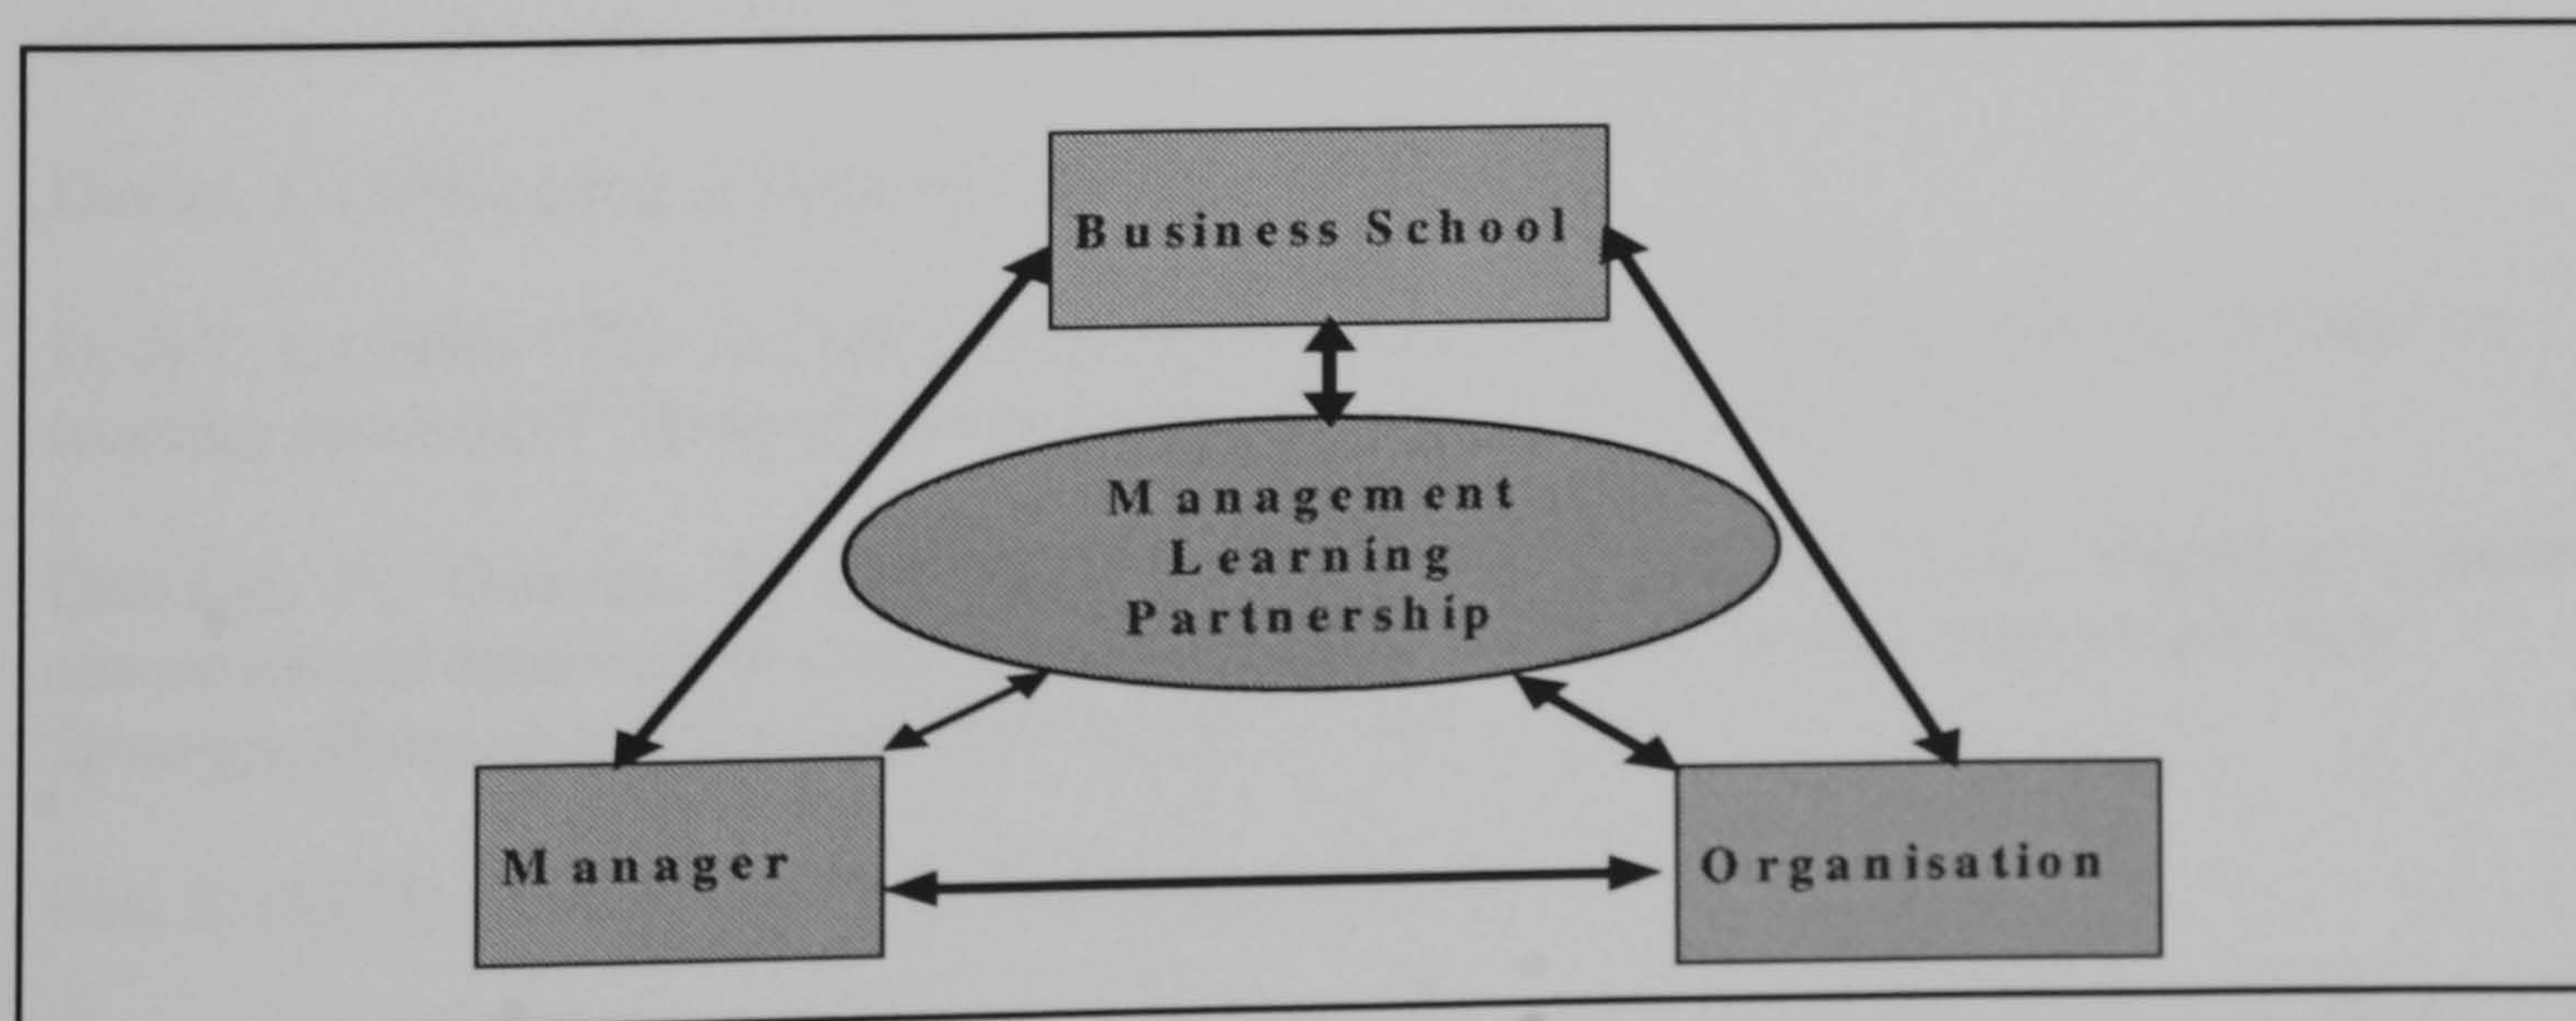 Business School
Management
Learning
Partnership
Manager
Organisation